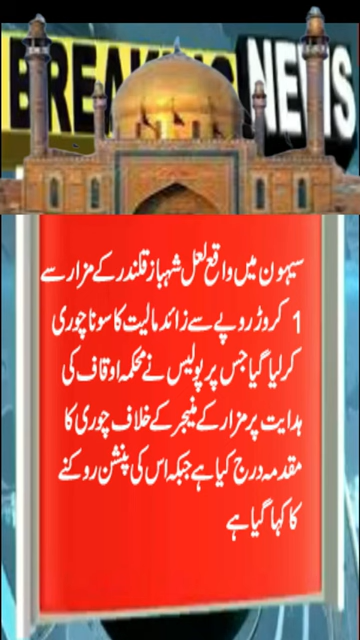 BREAKING NEWS
سیہون میں واقع لعل شہباز قلندر کے مزار سے
1 کروڑ روپے سے زائد مالیت کا سونا چوری
کرلیا گیا جس پر پولیس نے محکمہ اوقاف کی
ہدایت پر مزار کے منیجر کے خلاف چوری کا
مقدمہ درج کیا ہے جبکہ اس کی پنشن روکنے
کا کہا گیا ہے